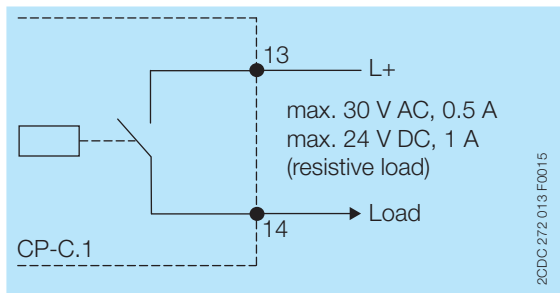 13
L+
max. 30 V AC, 0.5 A
max. 24 V DC, 1 A
(resistive load)
Load
14
CP-C.1
2CDC 272 013 F0015